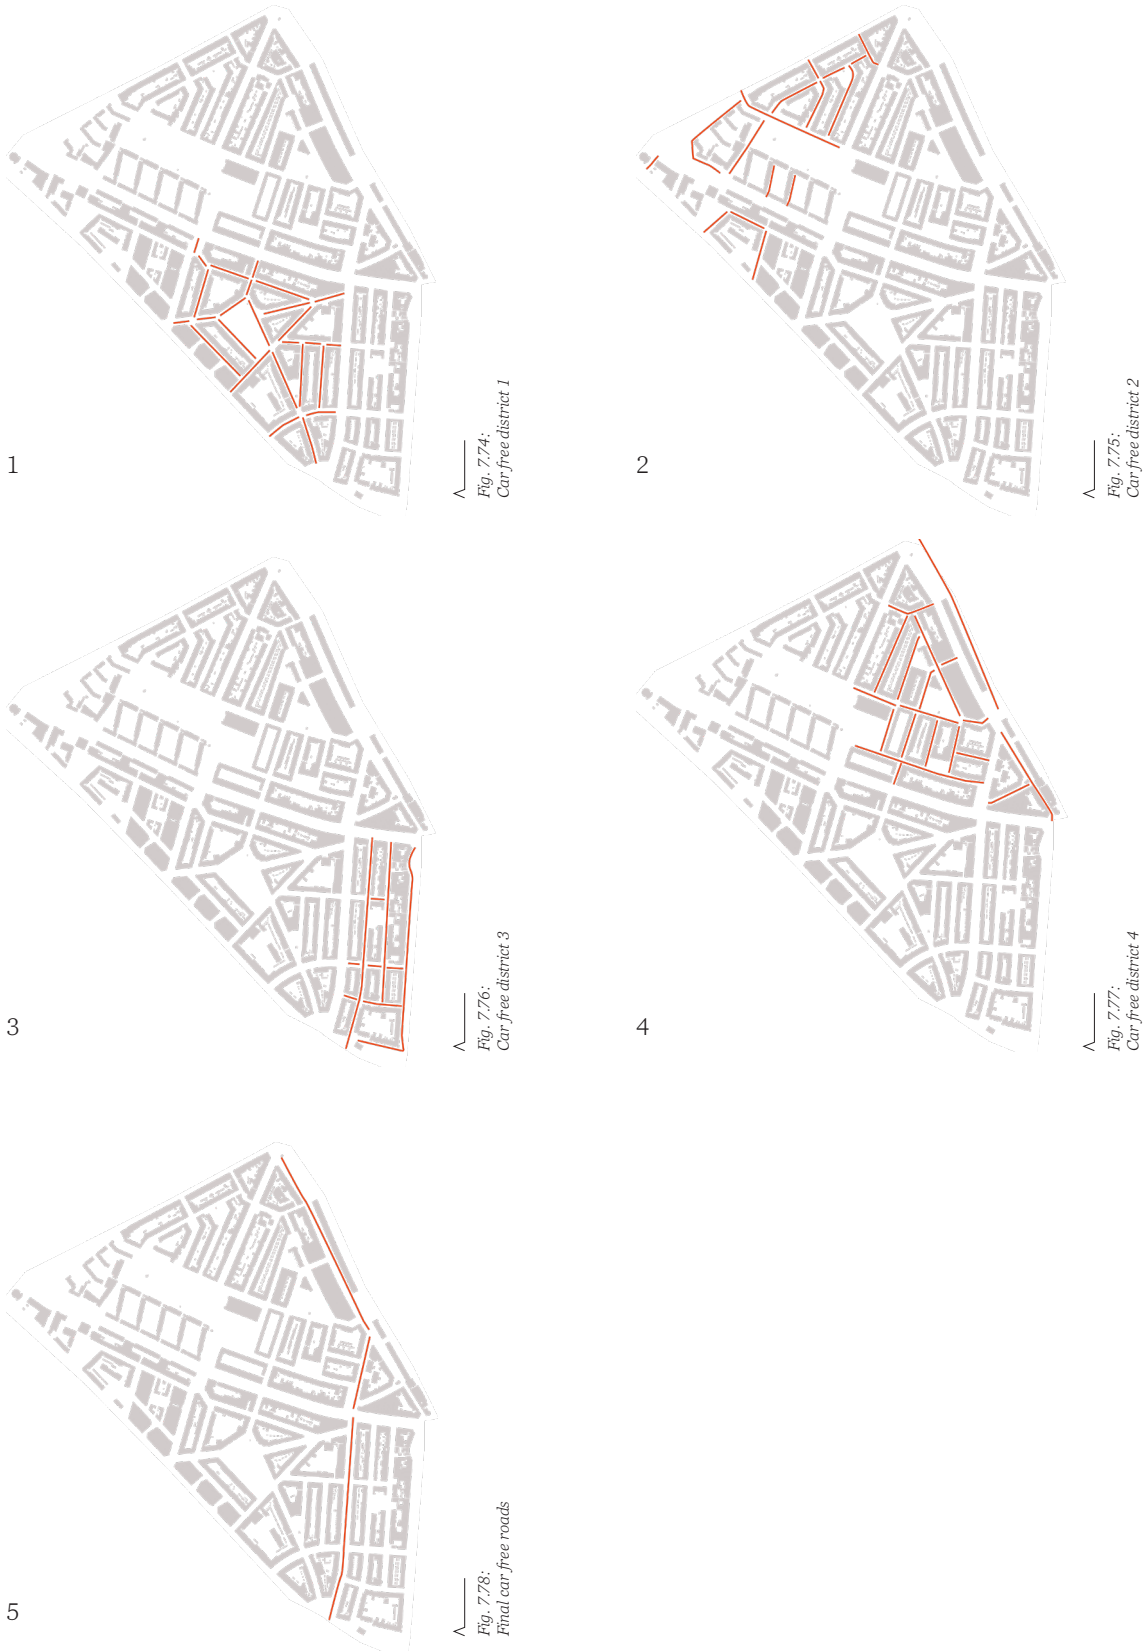 1
Fig. 7.74:
Car free district 1
2
Fig. 7.75:
Car free district 2
3
Fig. 7.76:
Car free district 3
4
Fig. 7.77:
Car free district 4
5
Fig. 7.78:
Final car free roads